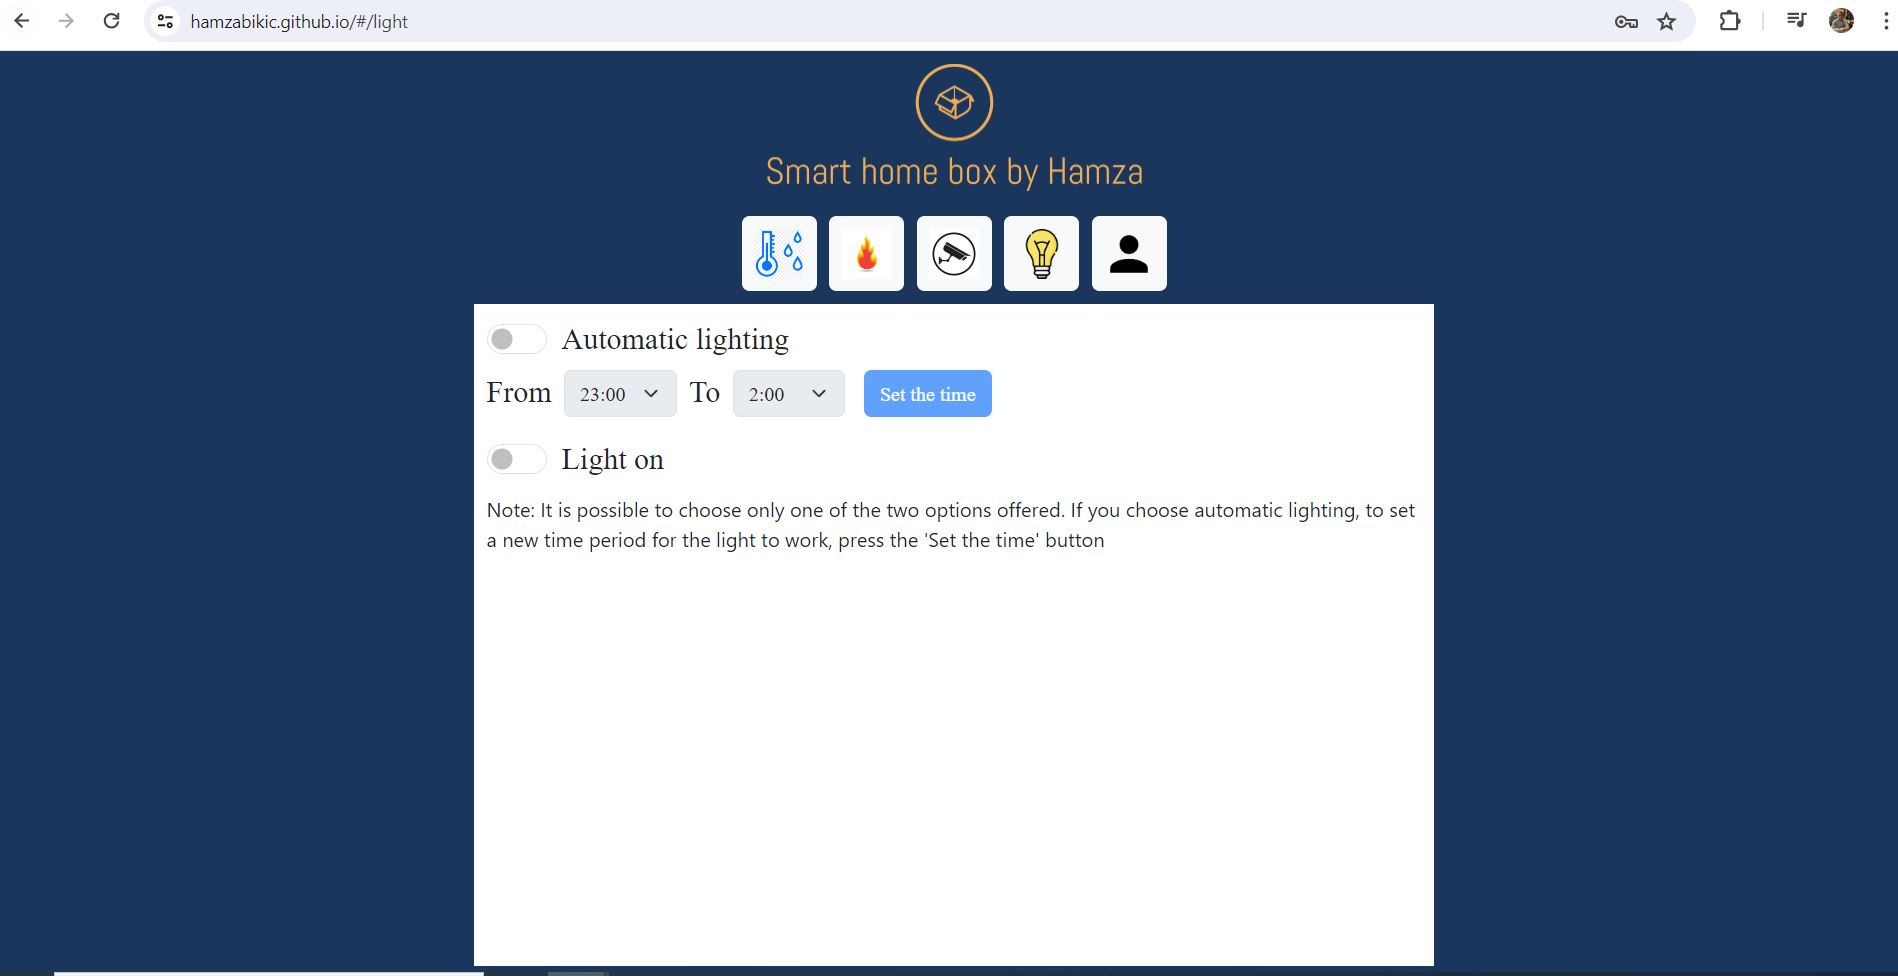 hamzabikic.github.io/#/light
Smart home box by Hamza
Automatic lighting
From 23:00 To 2:00 Set the time
Light on
Note: It is possible to choose only one of the two options offered. If you choose automatic lighting, to set
a new time period for the light to work, press the 'Set the time' button